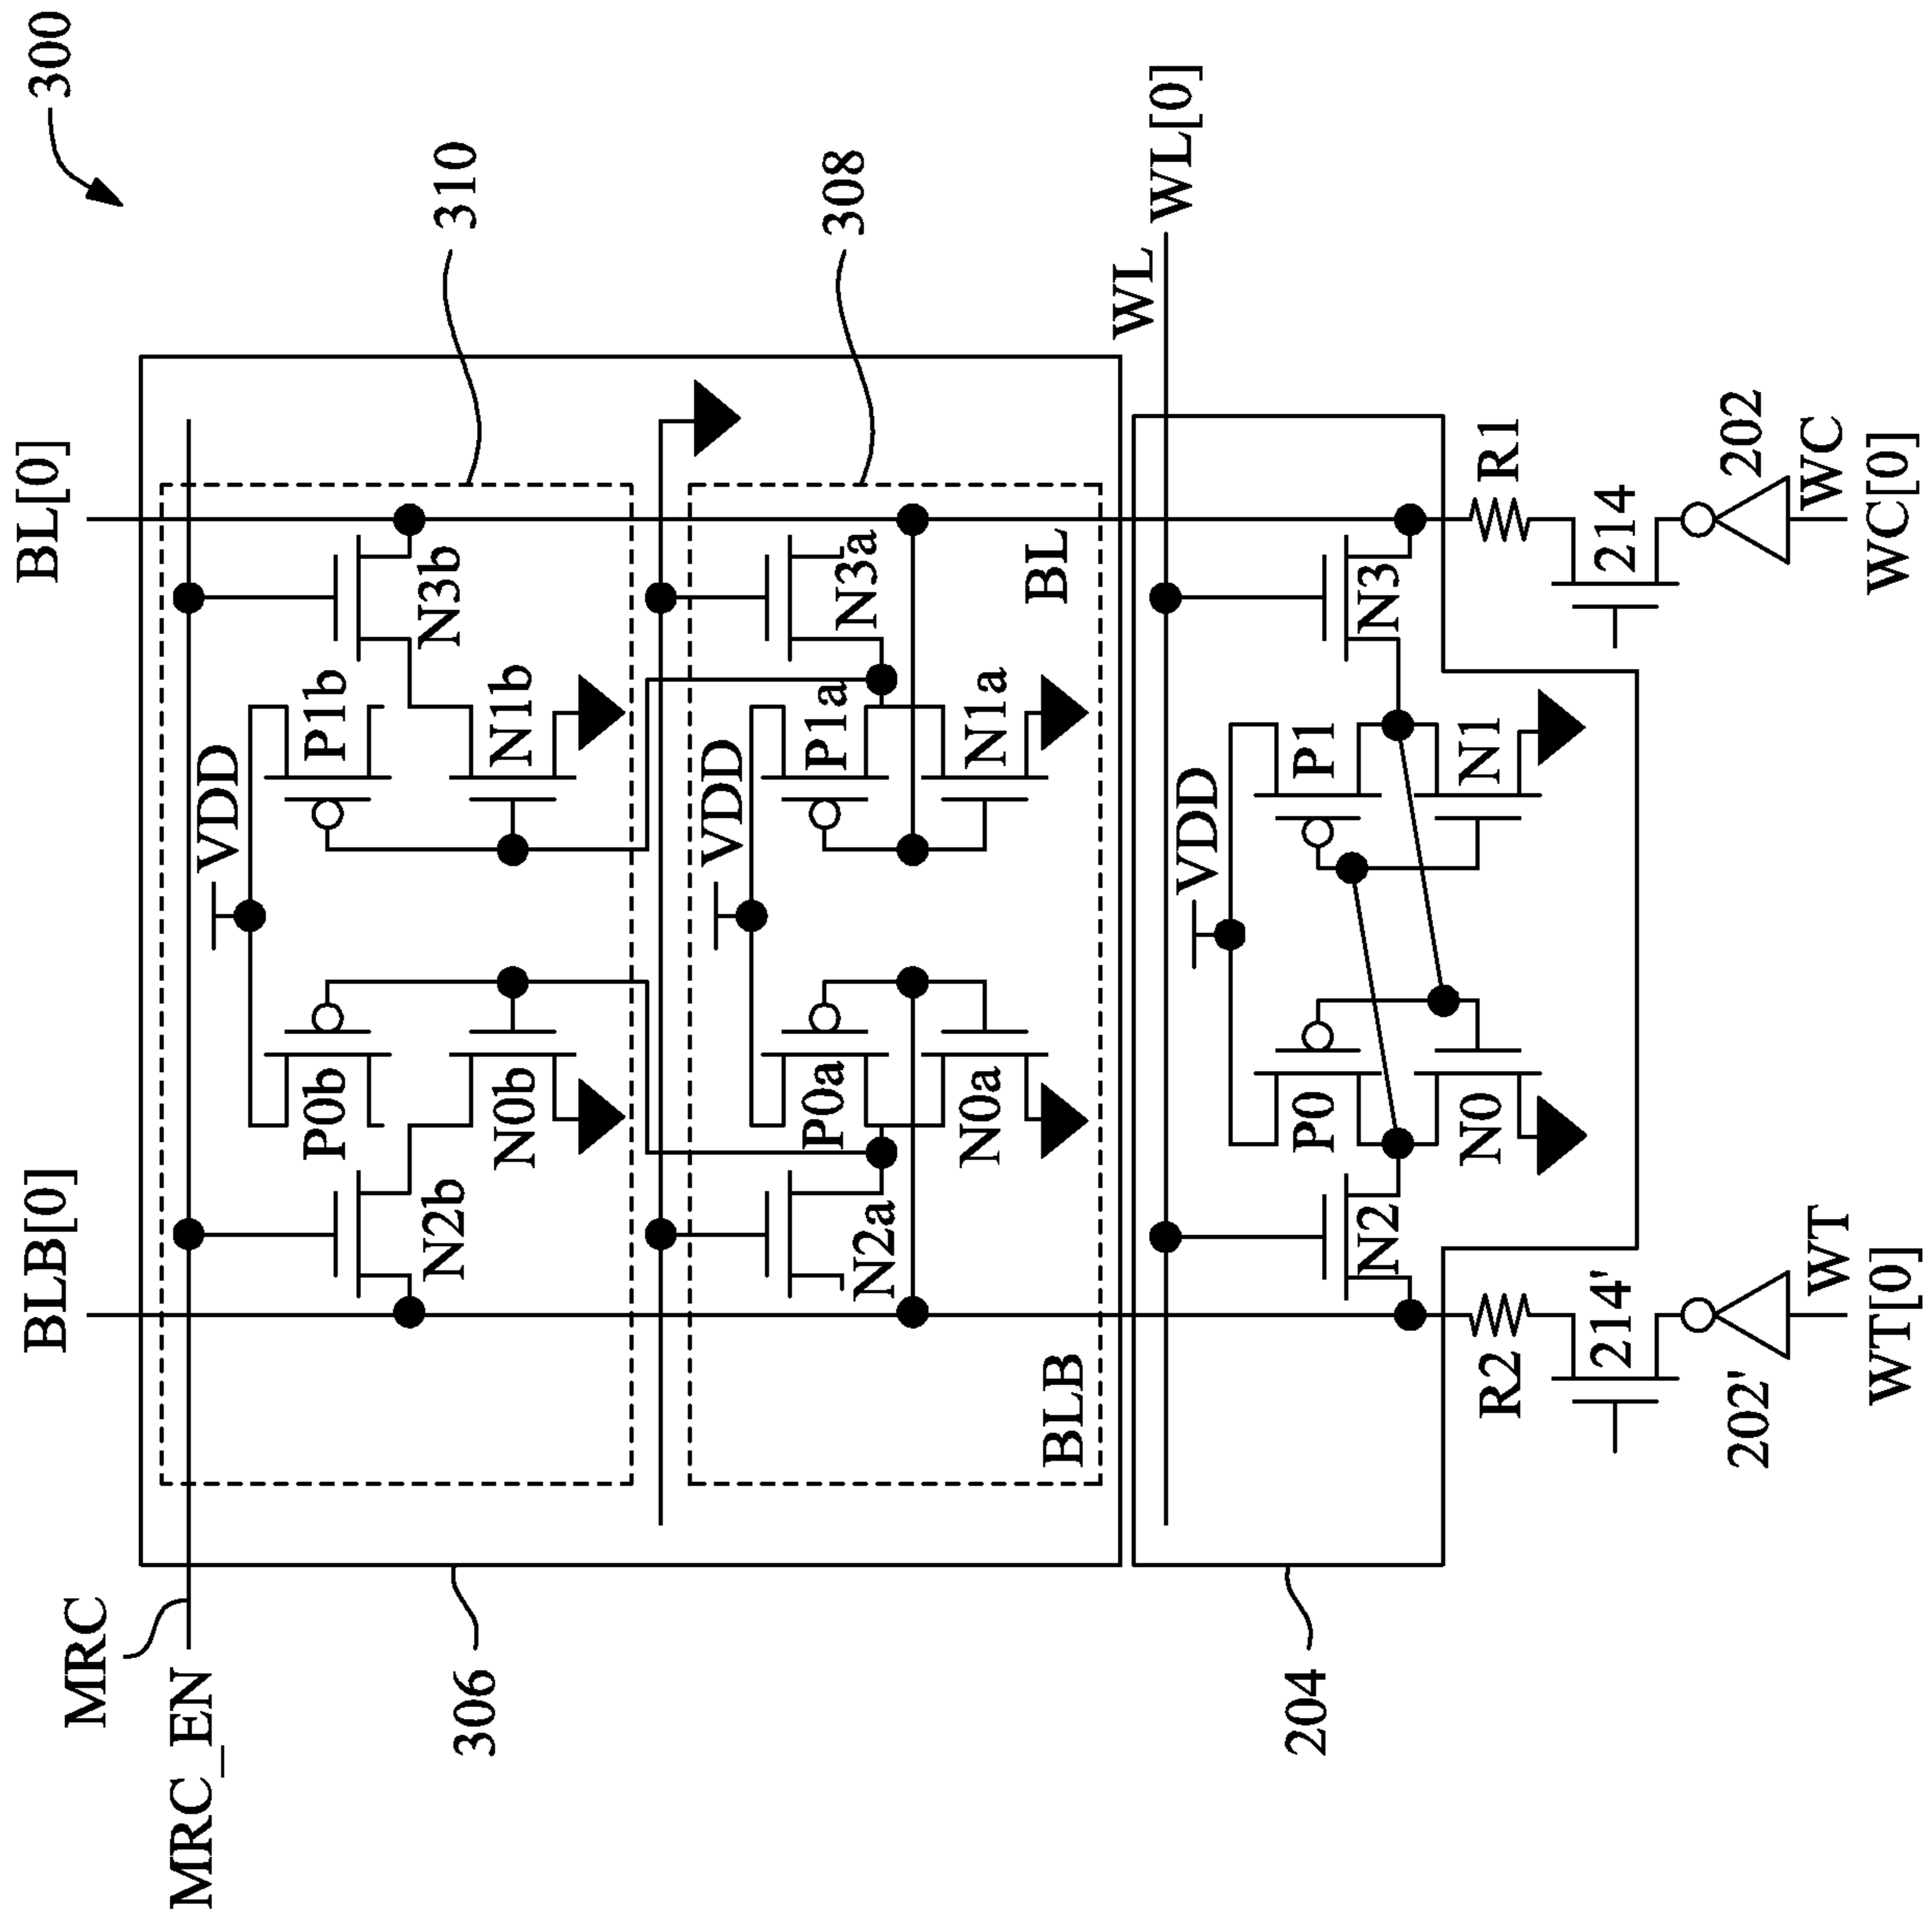 300
BLB[0]
BL[0]
MRC
MRC_EN
310
VDD
P0b
P1b
N2b
N3b
N0b
N1b
306
308
VDD
P0a
P1a
N2a
N3a
N0a
N1a
BLB
BL
WL
WL[0]
204
VDD
P0
P1
N2
N3
N0
N1
R2
R1
214'
214
202'
202
WT
WC
WT[0]
WC[0]